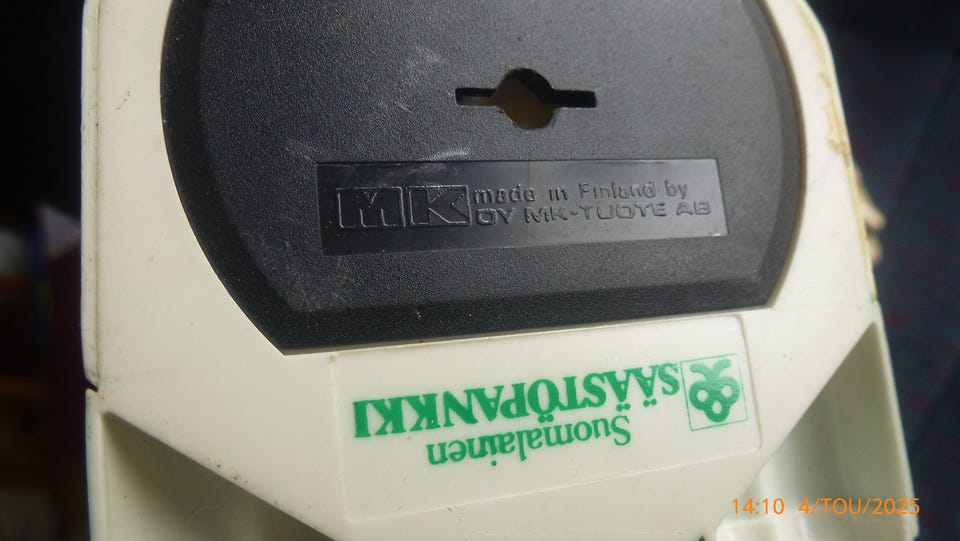 MK
made in Finland by
OY MK-TUOTE AB
Suomalainen
SÄÄSTÖPANKKI
14:10 4/TOU/2025